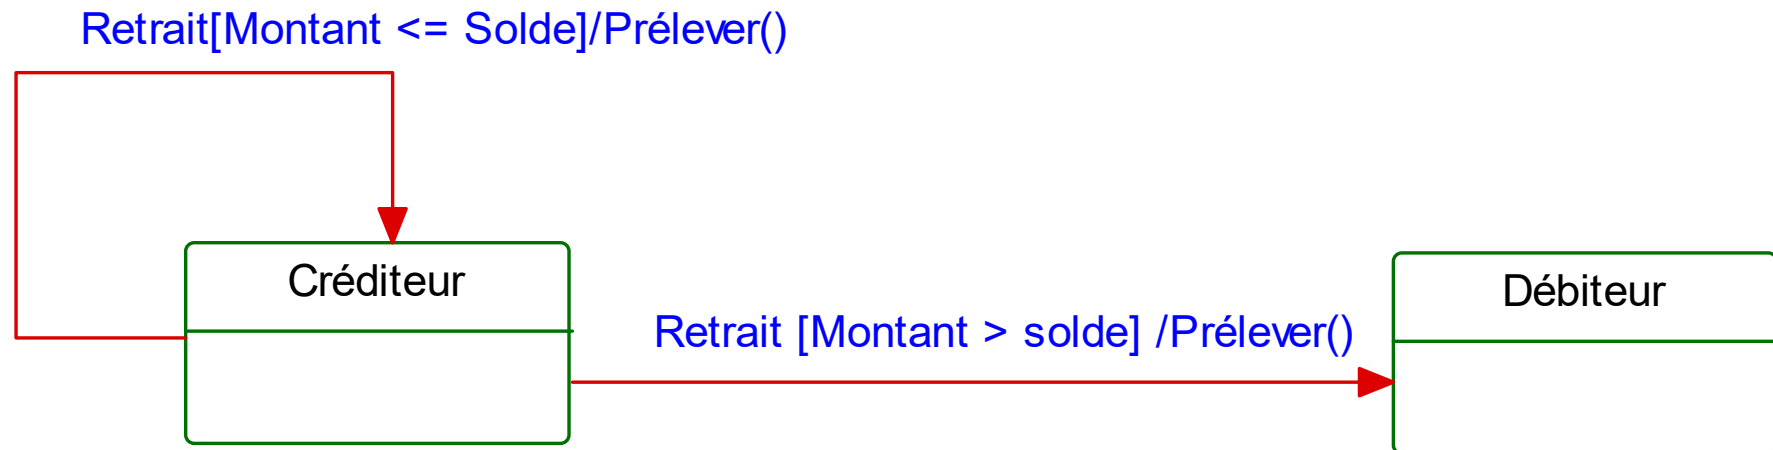 Retrait[Montant <= Solde]/Prélever()
Créditeur
Débiteur
Retrait [Montant > solde] /Prélever()